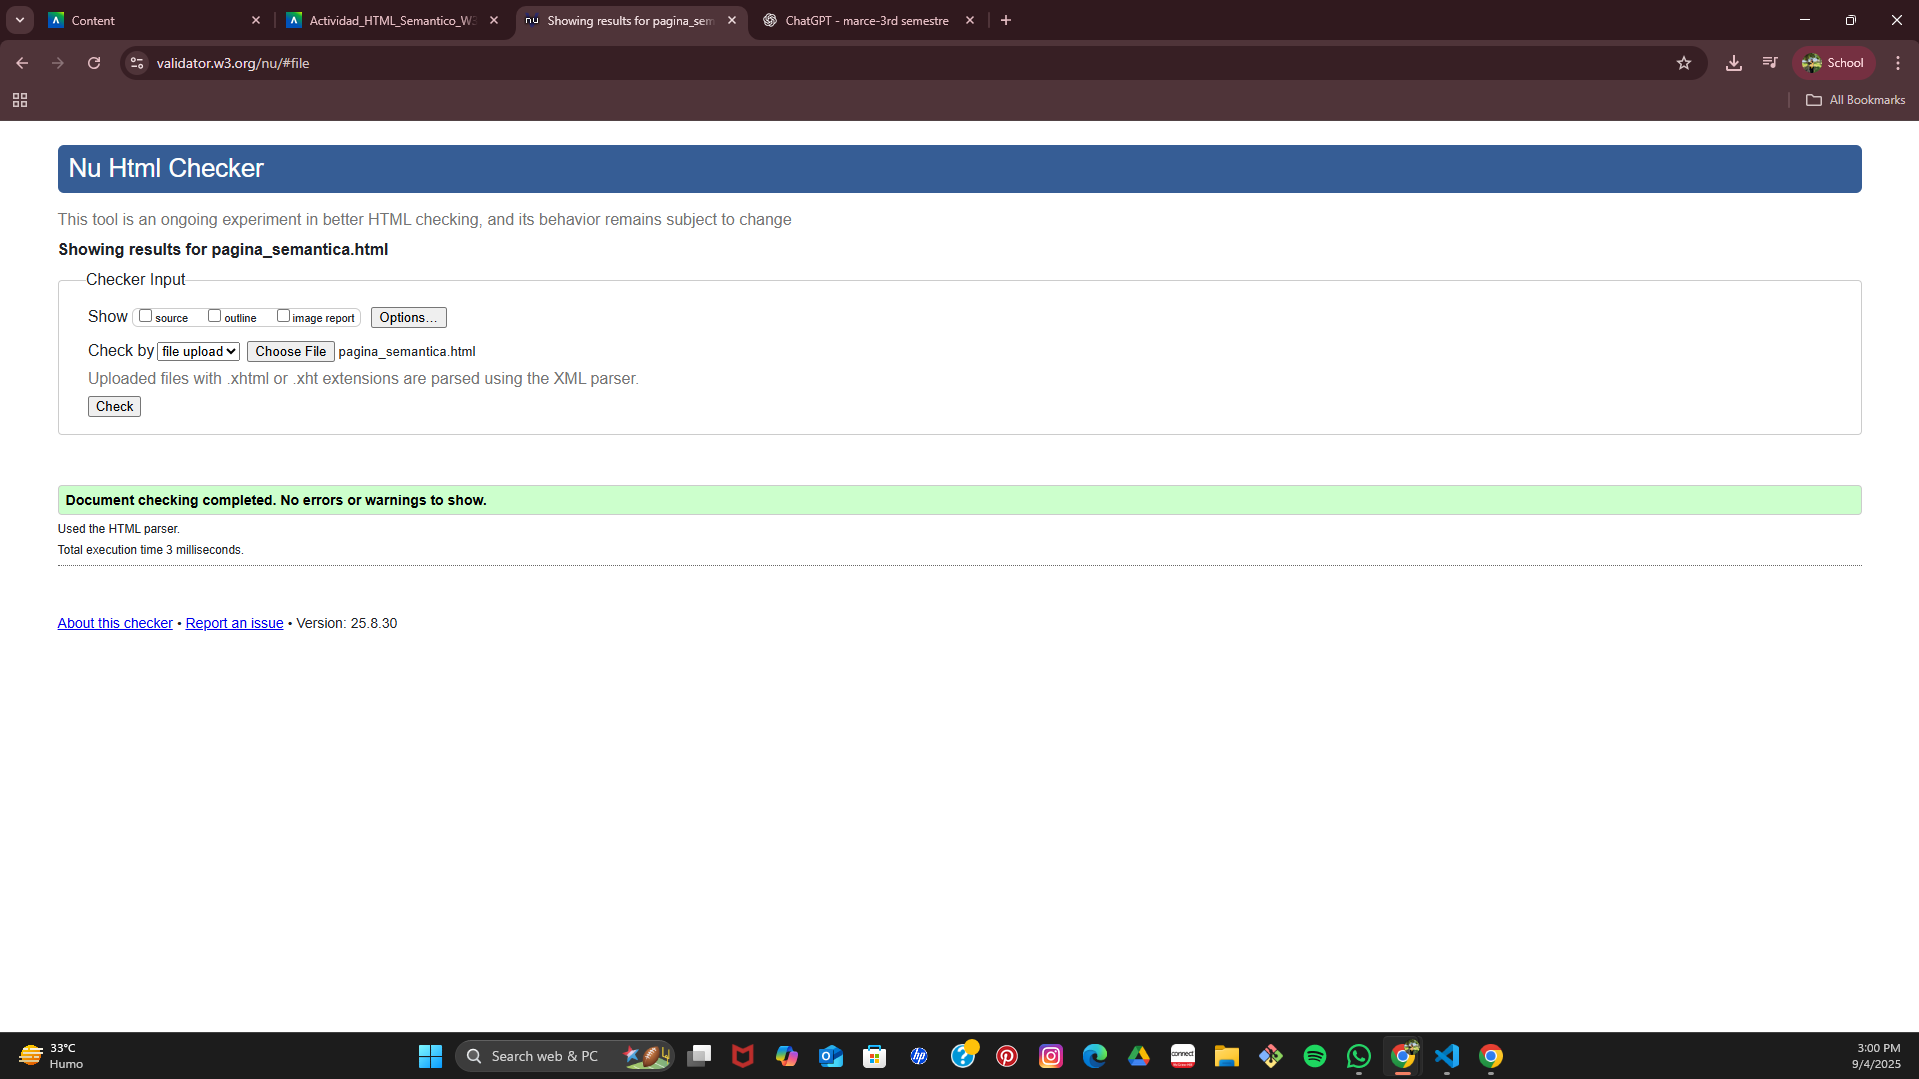 Content
Actividad_HTML_Semantico_W3
Showing results for pagina_sem
ChatGPT - marce-3rd semestre
validator.w3.org/nu/#file
School
All Bookmarks
Nu Html Checker
This tool is an ongoing experiment in better HTML checking, and its behavior remains subject to change
Showing results for pagina_semantica.html
Checker Input
Show source outline image report Options...
Check by file upload Choose File pagina_semantica.html
Uploaded files with .xhtml or .xht extensions are parsed using the XML parser.
Check
Document checking completed. No errors or warnings to show.
Used the HTML parser.
Total execution time 3 milliseconds.
About this checker • Report an issue • Version: 25.8.30
33°C
Humo
Search web & PC
3:00 PM
9/4/2025